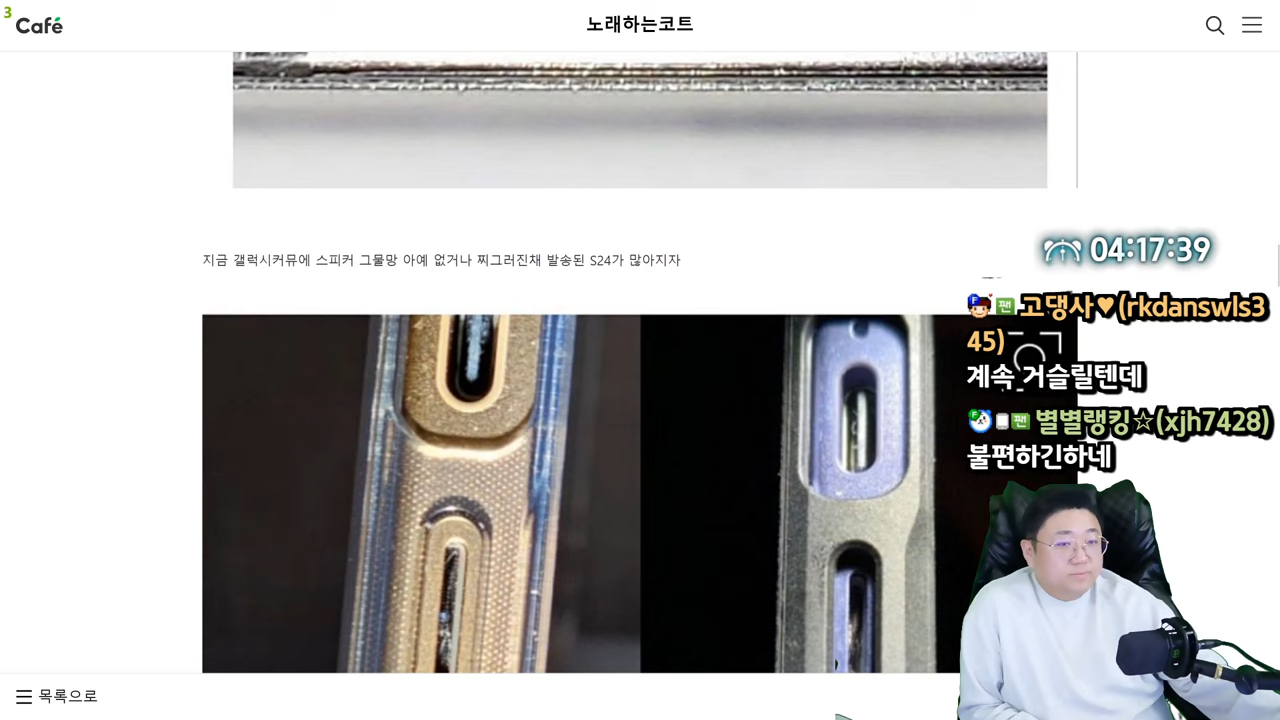 3
Café
노래하는코트
지금 갤럭시커뮤에 스피커 그물망 아예 없거나 찌그러진채 발송된 S24가 많아지자
04:17:39
팬 고댕사♥(rkdanswls3
45)
계속 거슬릴텐데
팬 별별랭킹☆(xjh7428)
불편하긴하네
목록으로